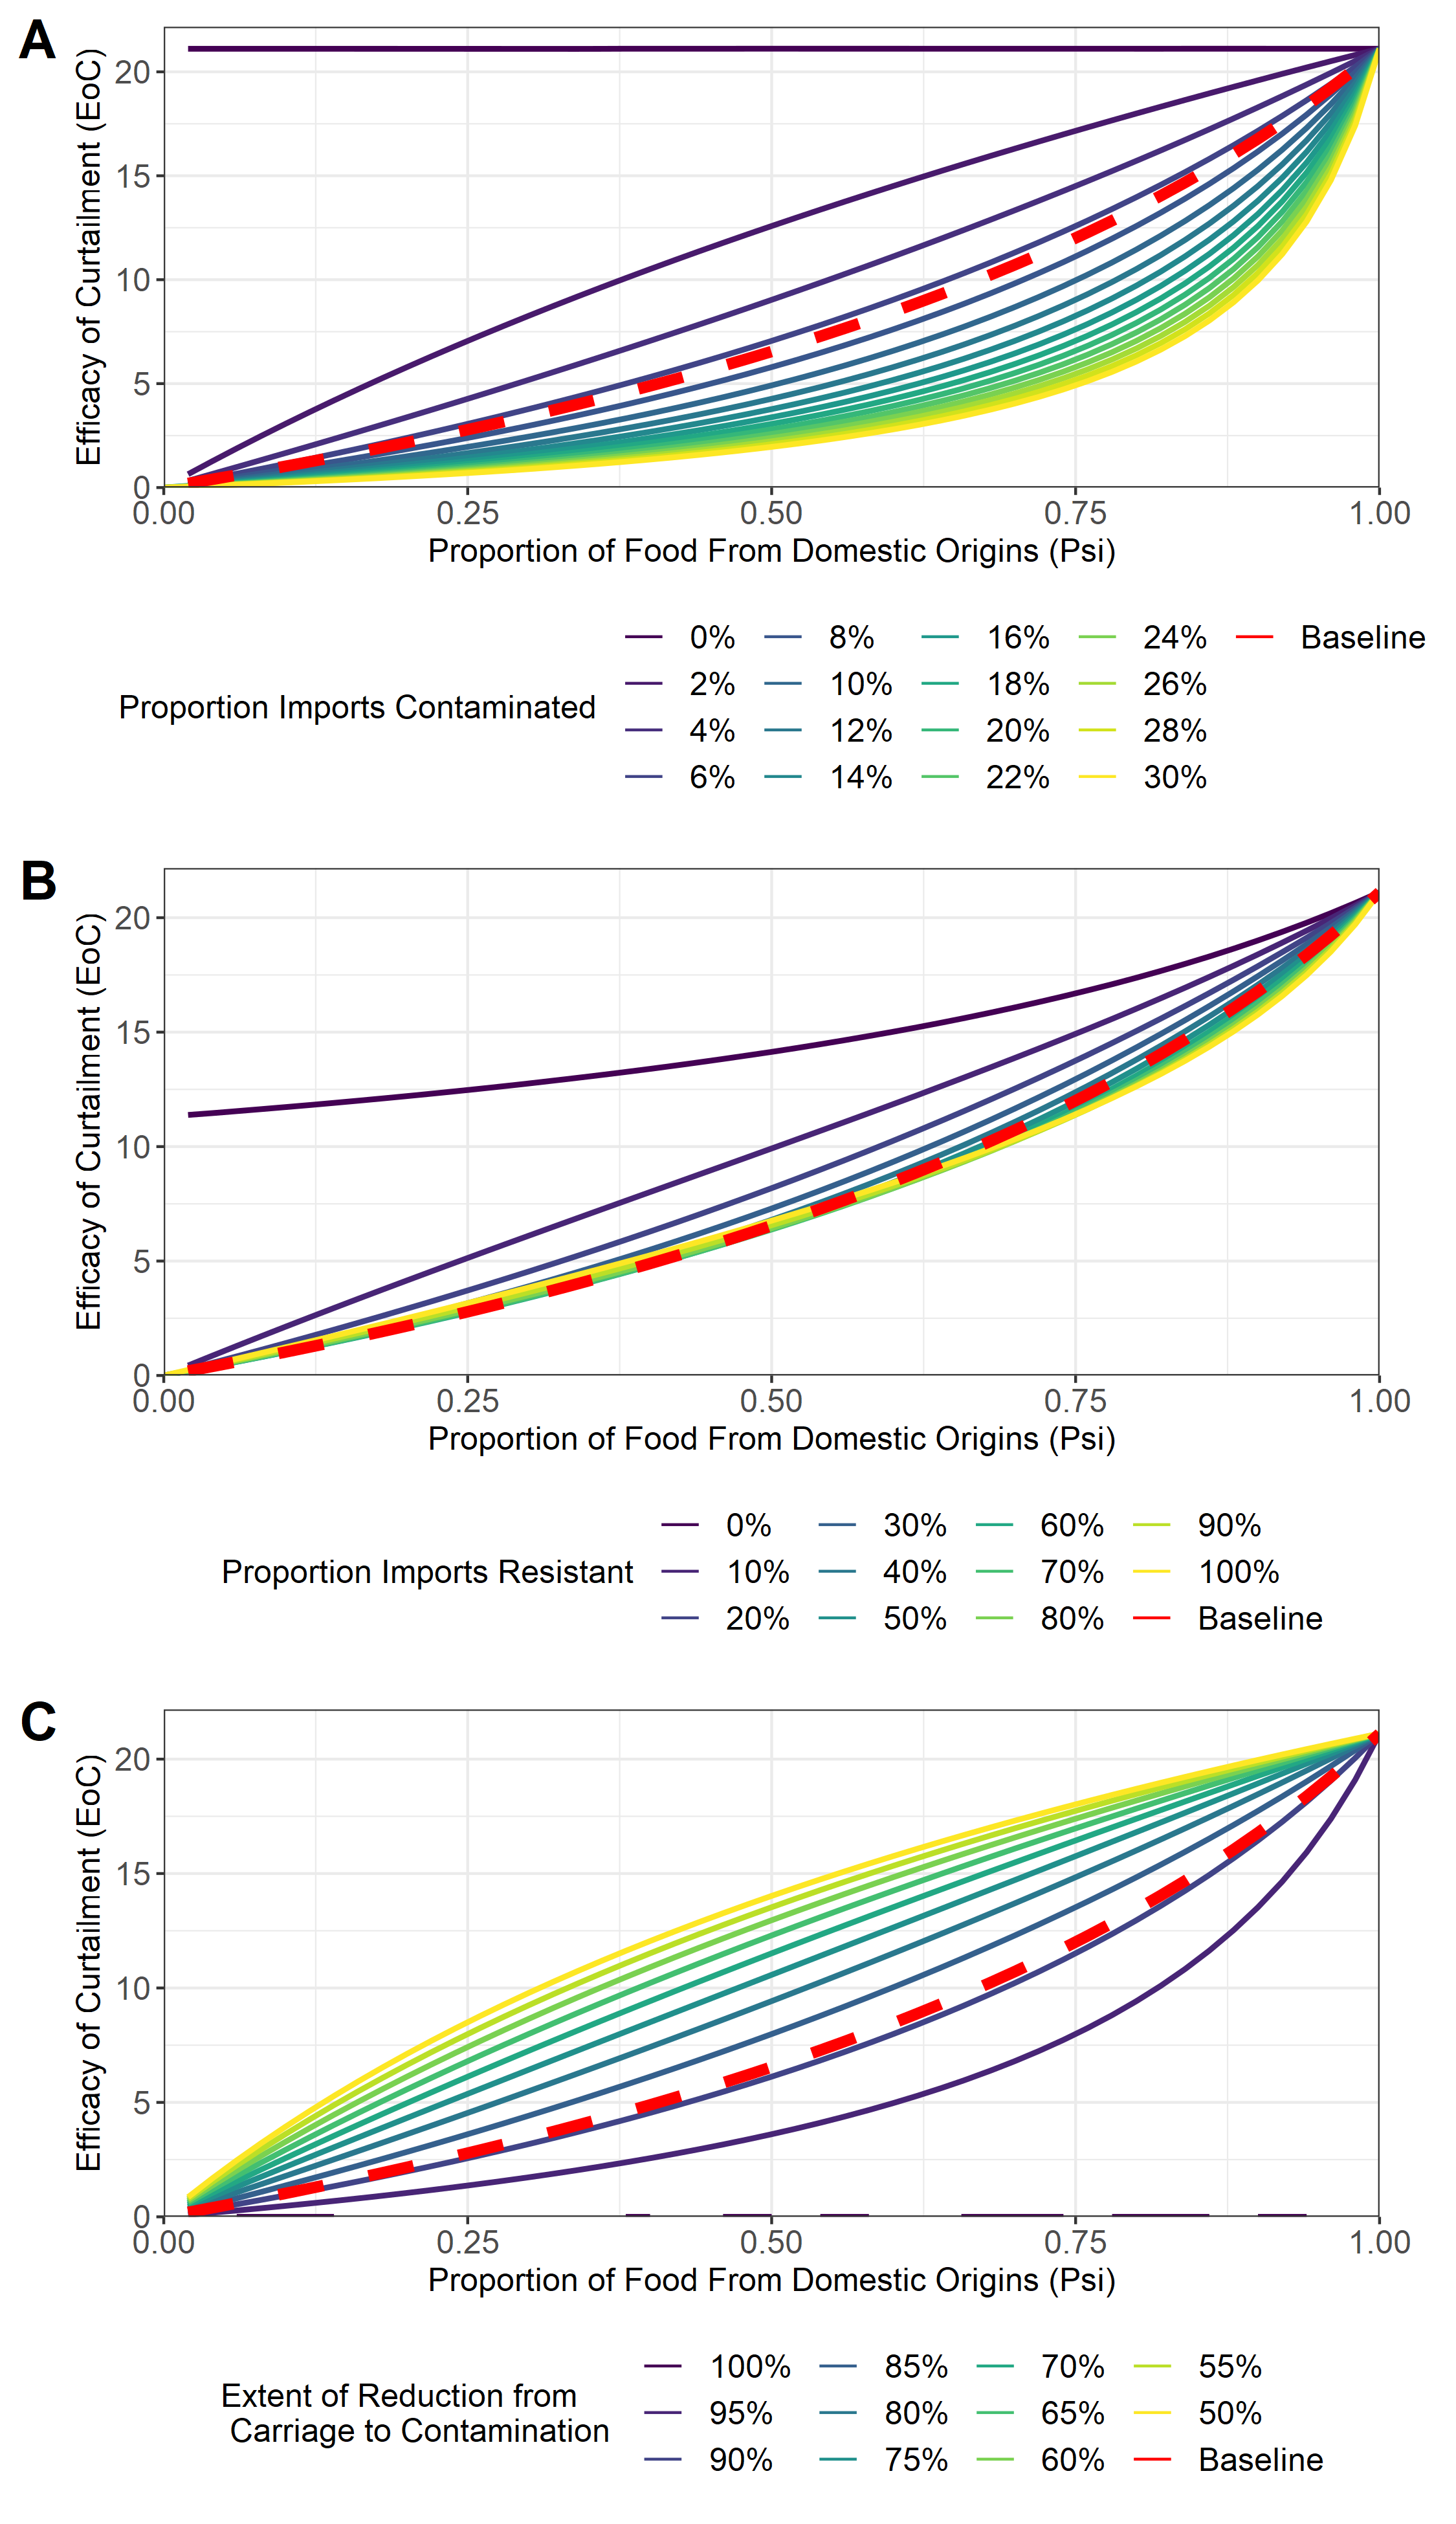 A
Efficacy of Curtailment (EoC)
20
15
10
5
0
0.00 0.25 0.50 0.75 1.00
Proportion of Food From Domestic Origins (Psi)
Proportion Imports Contaminated
0% 8% 16% 24% Baseline
2% 10% 18% 26%
4% 12% 20% 28%
6% 14% 22% 30%
B
Efficacy of Curtailment (EoC)
20
15
10
5
0
0.00 0.25 0.50 0.75 1.00
Proportion of Food From Domestic Origins (Psi)
Proportion Imports Resistant
0% 30% 60% 90%
10% 40% 70% 100%
20% 50% 80% Baseline
C
Efficacy of Curtailment (EoC)
20
15
10
5
0
0.00 0.25 0.50 0.75 1.00
Proportion of Food From Domestic Origins (Psi)
Extent of Reduction from
Carriage to Contamination
100% 85% 70% 55%
95% 80% 65% 50%
90% 75% 60% Baseline